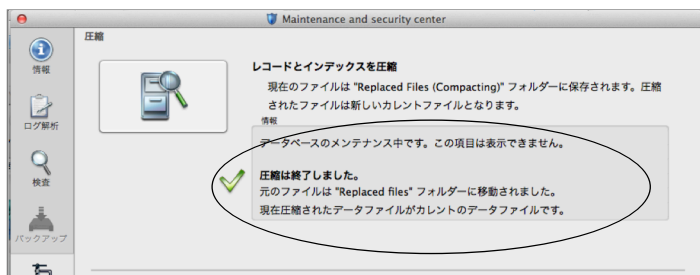 Maintenance and security center
情報
ログ解析
検査
バックアップ
圧縮
レコードとインデックスを圧縮
現在のファイルは "Replaced Files (Compacting)" フォルダーに保存されます。圧縮
されたファイルは新しいカレントファイルとなります。
情報
データベースのメンテナンス中です。この項目は表示できません。
圧縮は終了しました。
元のファイルは "Replaced files" フォルダーに移動されました。
現在圧縮されたデータファイルがカレントのデータファイルです。